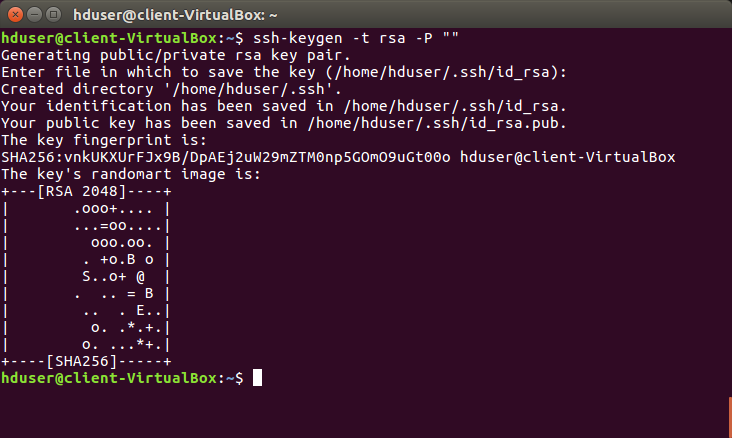 hduser@client-VirtualBox: ~
hduser@client-VirtualBox:~$ ssh-keygen -t rsa -P ""
Generating public/private rsa key pair.
Enter file in which to save the key (/home/hduser/.ssh/id_rsa):
Created directory '/home/hduser/.ssh'.
Your identification has been saved in /home/hduser/.ssh/id_rsa.
Your public key has been saved in /home/hduser/.ssh/id_rsa.pub.
The key fingerprint is:
SHA256:vnkUKXUrFJx9B/DpAEj2uW29mZTM0np5GOmO9uGt00o hduser@client-VirtualBox
The key's randomart image is:
+---[RSA 2048]----+
|       .ooo+.... |
|       ...=oo....|
|         ooo.oo. |
|        . +o.B o |
|        S..o+ @  |
|       .  .. = B |
|        ..  . E..|
|         o. .*.+.|
|        o. ...*+.|
+----[SHA256]-----+
hduser@client-VirtualBox:~$